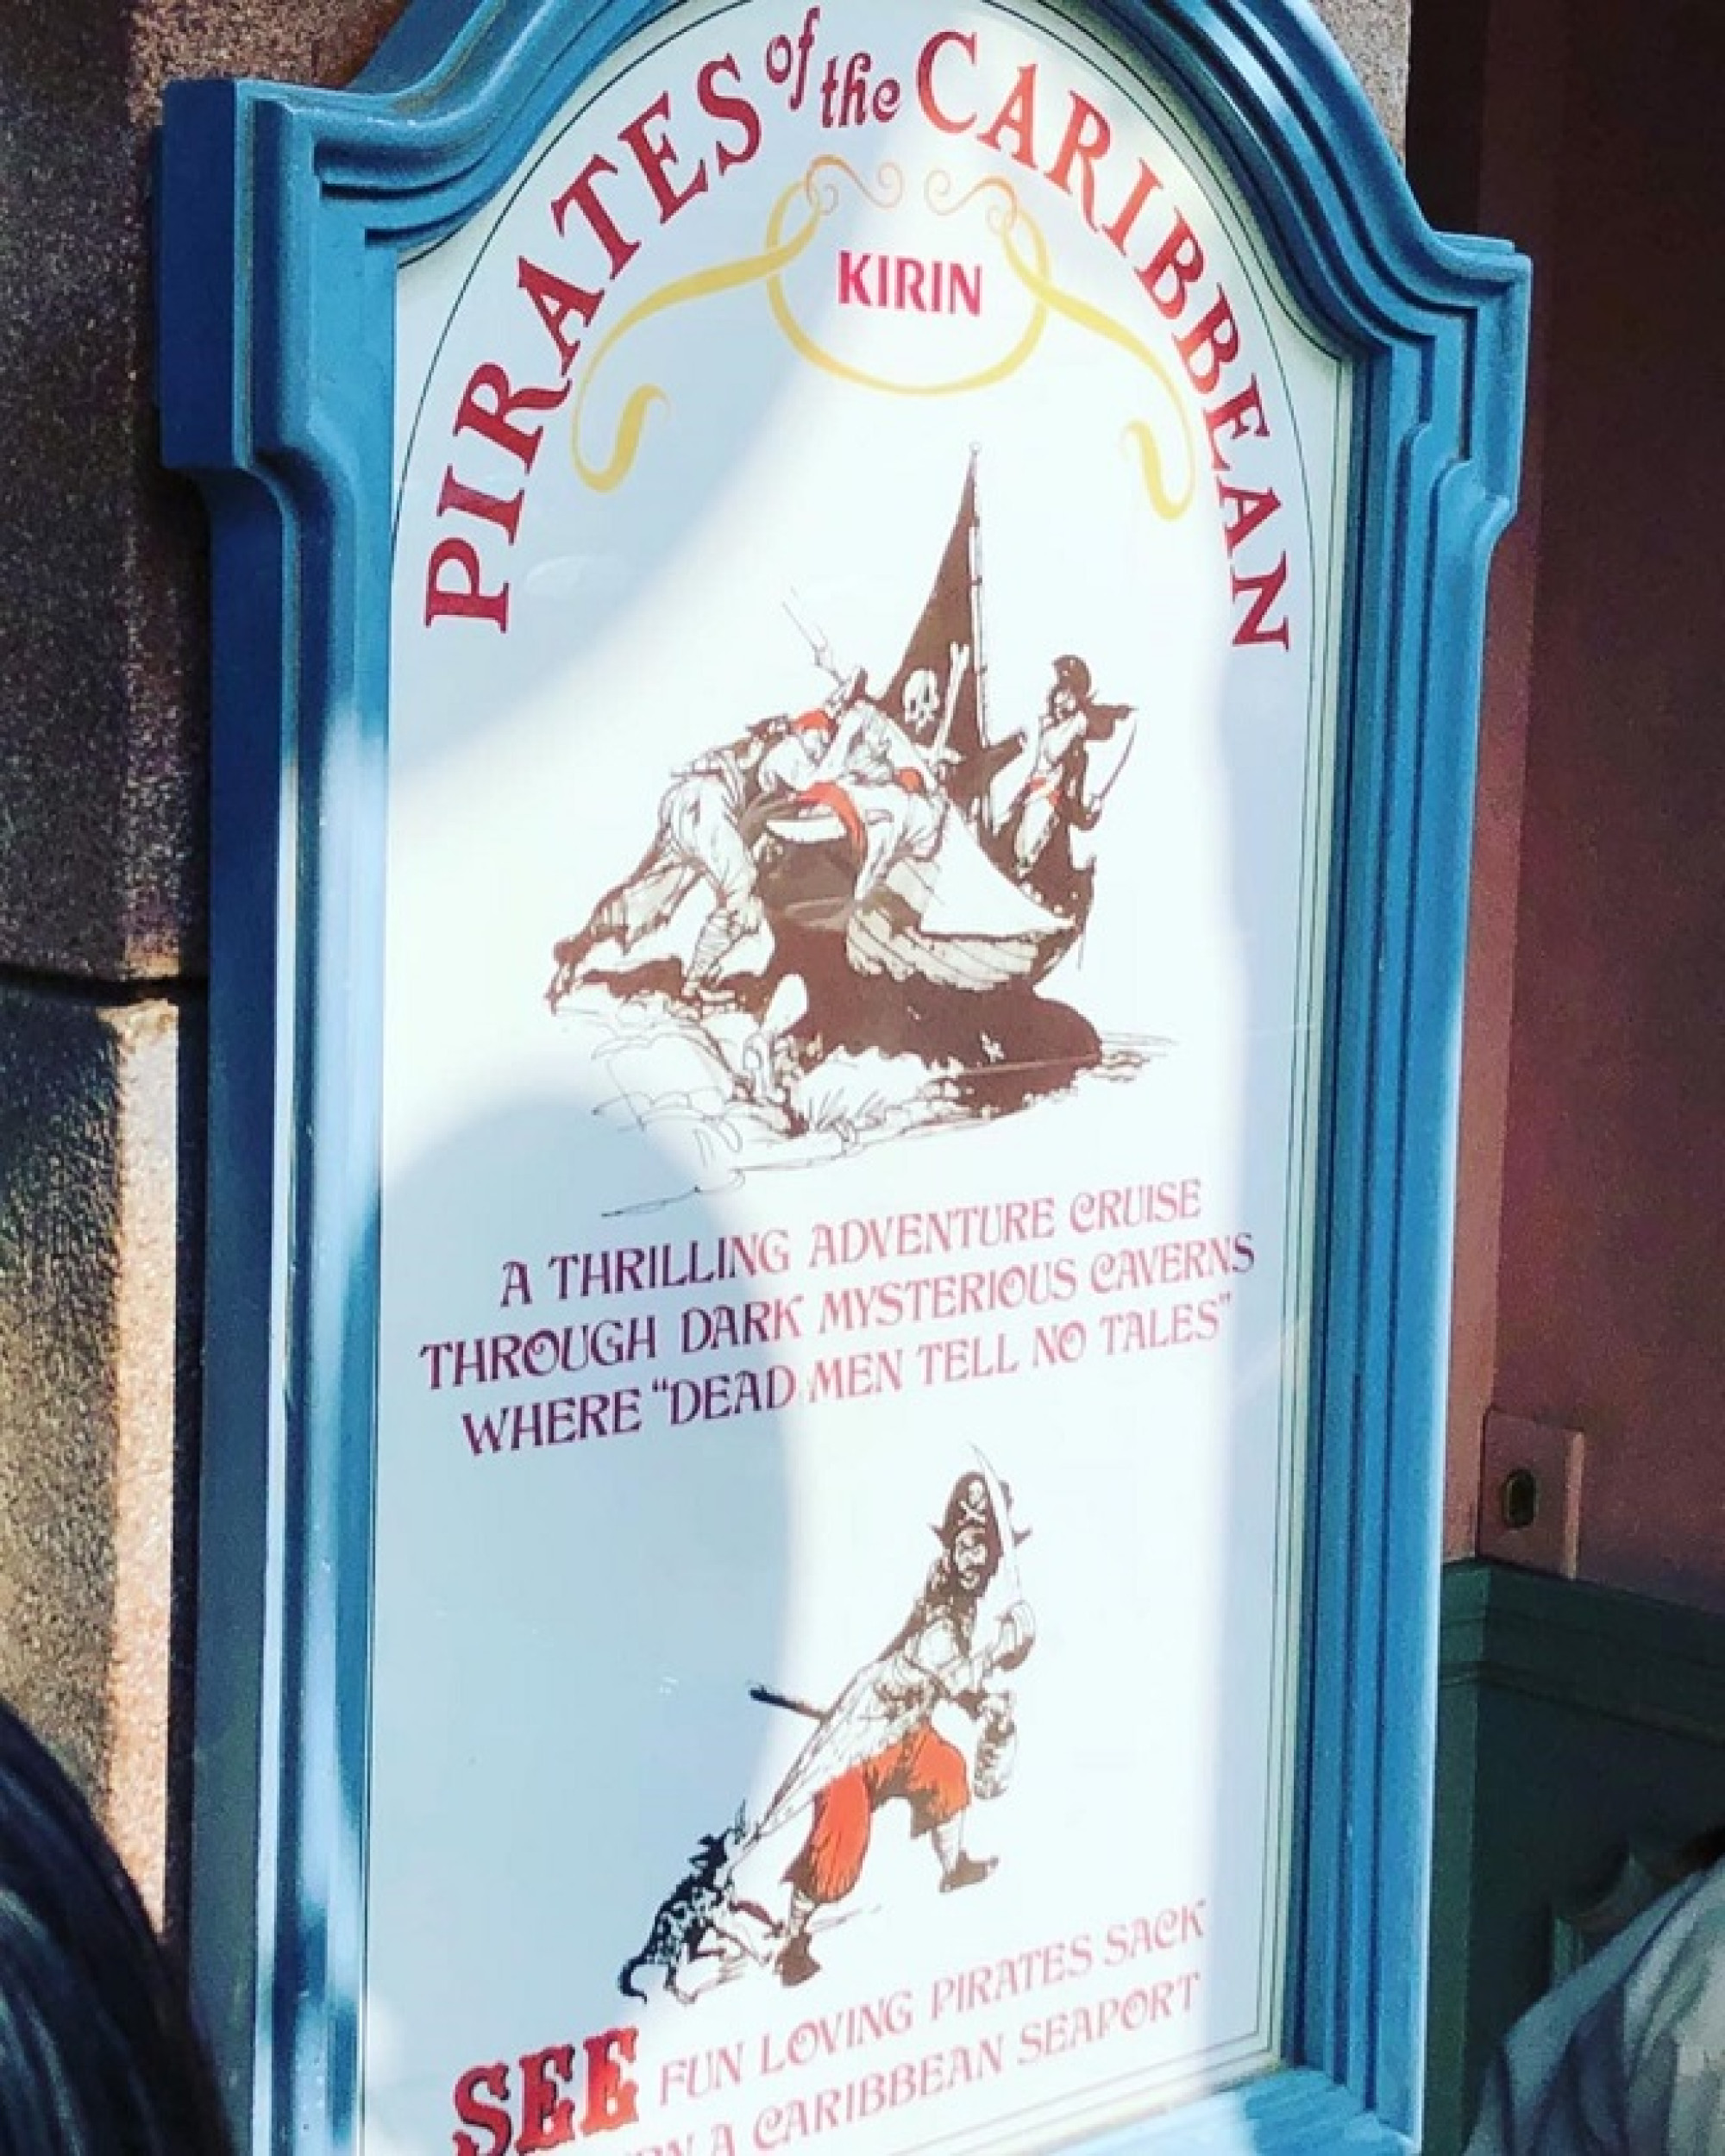 PIRATES of the CARIBBEAN
KIRIN
A THRILLING ADVENTURE CRUISE
THROUGH DARK MYSTERIOUS CAVERNS
WHERE "DEAD MEN TELL NO TALES"
SEE FUN LOVING PIRATES SACK
A CARIBBEAN SEAPORT